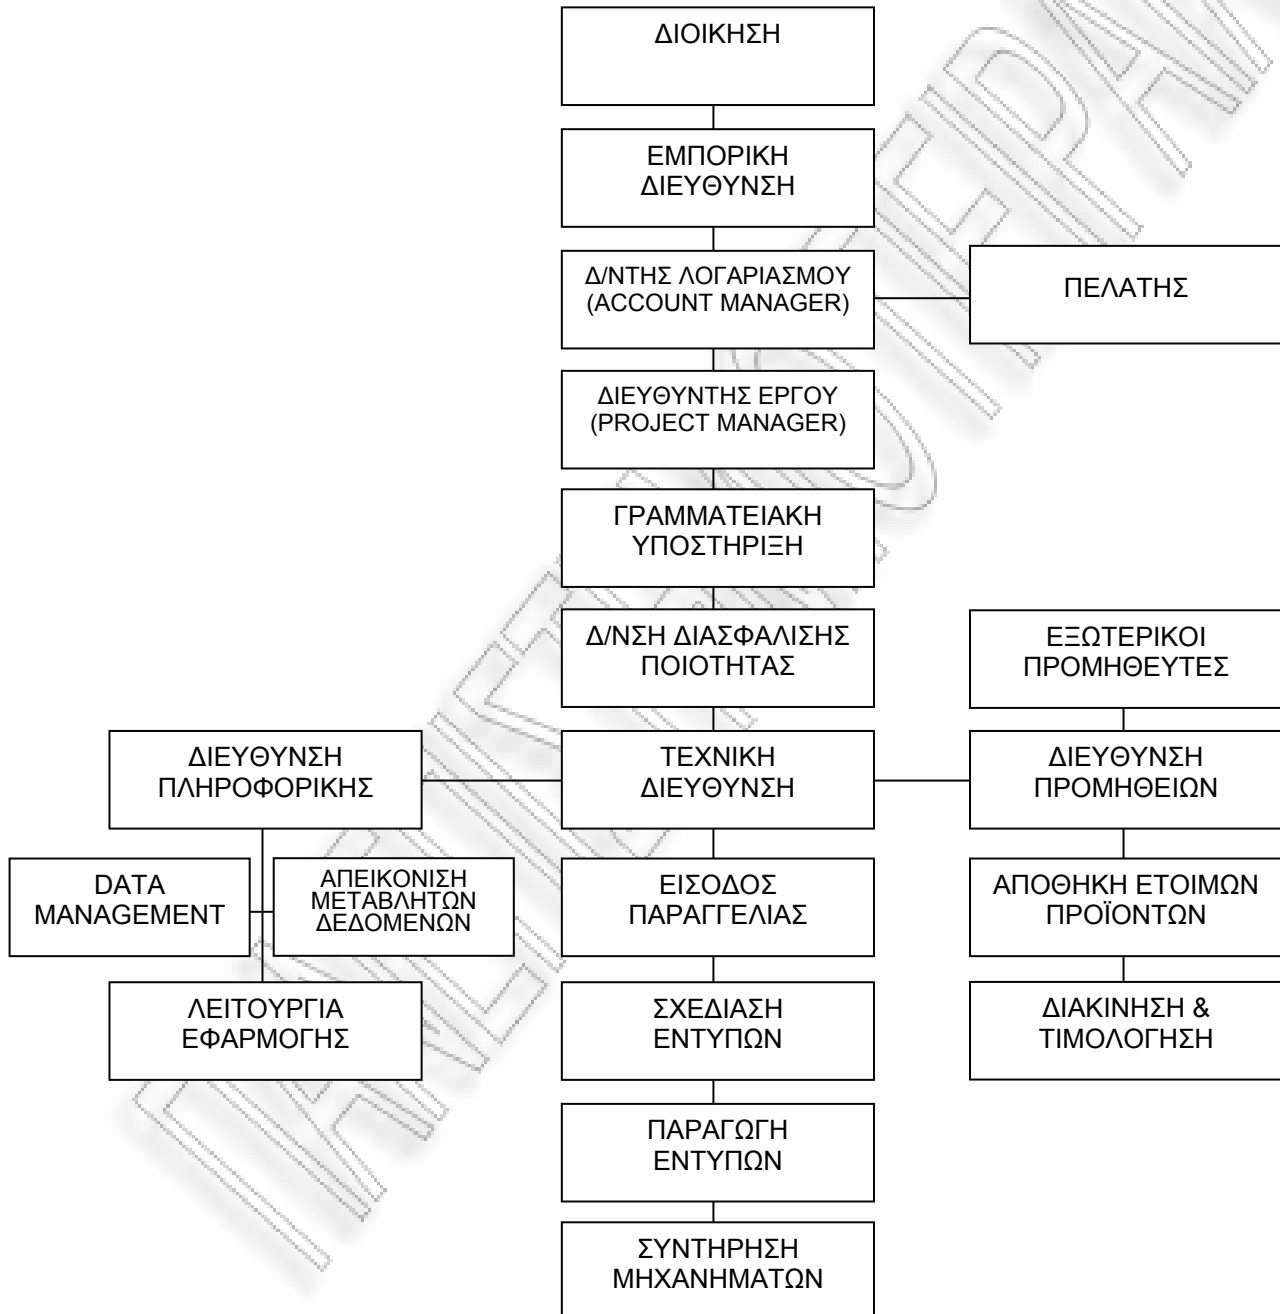 ΔΙΟΙΚΗΣΗ
ΕΜΠΟΡΙΚΗ
ΔΙΕΥΘΥΝΣΗ
Δ/ΝΤΗΣ ΛΟΓΑΡΙΑΣΜΟΥ
(ACCOUNT MANAGER)
ΠΕΛΑΤΗΣ
ΔΙΕΥΘΥΝΤΗΣ ΕΡΓΟΥ
(PROJECT MANAGER)
ΓΡΑΜΜΑΤΕΙΑΚΗ
ΥΠΟΣΤΗΡΙΞΗ
Δ/ΝΣΗ ΔΙΑΣΦΑΛΙΣΗΣ
ΠΟΙΟΤΗΤΑΣ
ΕΞΩΤΕΡΙΚΟΙ
ΠΡΟΜΗΘΕΥΤΕΣ
ΔΙΕΥΘΥΝΣΗ
ΠΛΗΡΟΦΟΡΙΚΗΣ
ΤΕΧΝΙΚΗ
ΔΙΕΥΘΥΝΣΗ
ΔΙΕΥΘΥΝΣΗ
ΠΡΟΜΗΘΕΙΩΝ
DATA
MANAGEMENT
ΑΠΕΙΚΟΝΙΣΗ
ΜΕΤΑΒΛΗΤΩΝ
ΔΕΔΟΜΕΝΩΝ
ΕΙΣΟΔΟΣ
ΠΑΡΑΓΓΕΛΙΑΣ
ΑΠΟΘΗΚΗ ΕΤΟΙΜΩΝ
ΠΡΟΪΟΝΤΩΝ
ΛΕΙΤΟΥΡΓΙΑ
ΕΦΑΡΜΟΓΗΣ
ΣΧΕΔΙΑΣΗ
ΕΝΤΥΠΩΝ
ΔΙΑΚΙΝΗΣΗ &
ΤΙΜΟΛΟΓΗΣΗ
ΠΑΡΑΓΩΓΗ
ΕΝΤΥΠΩΝ
ΣΥΝΤΗΡΗΣΗ
ΜΗΧΑΝΗΜΑΤΩΝ